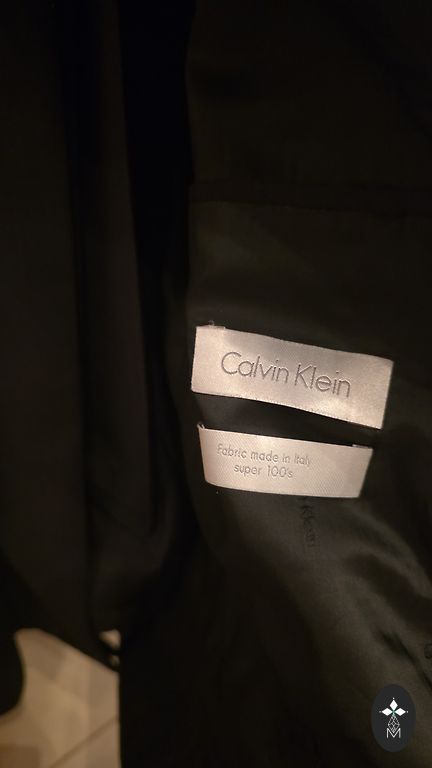 Calvin Klein
Fabric made in Italy
super 100's
M